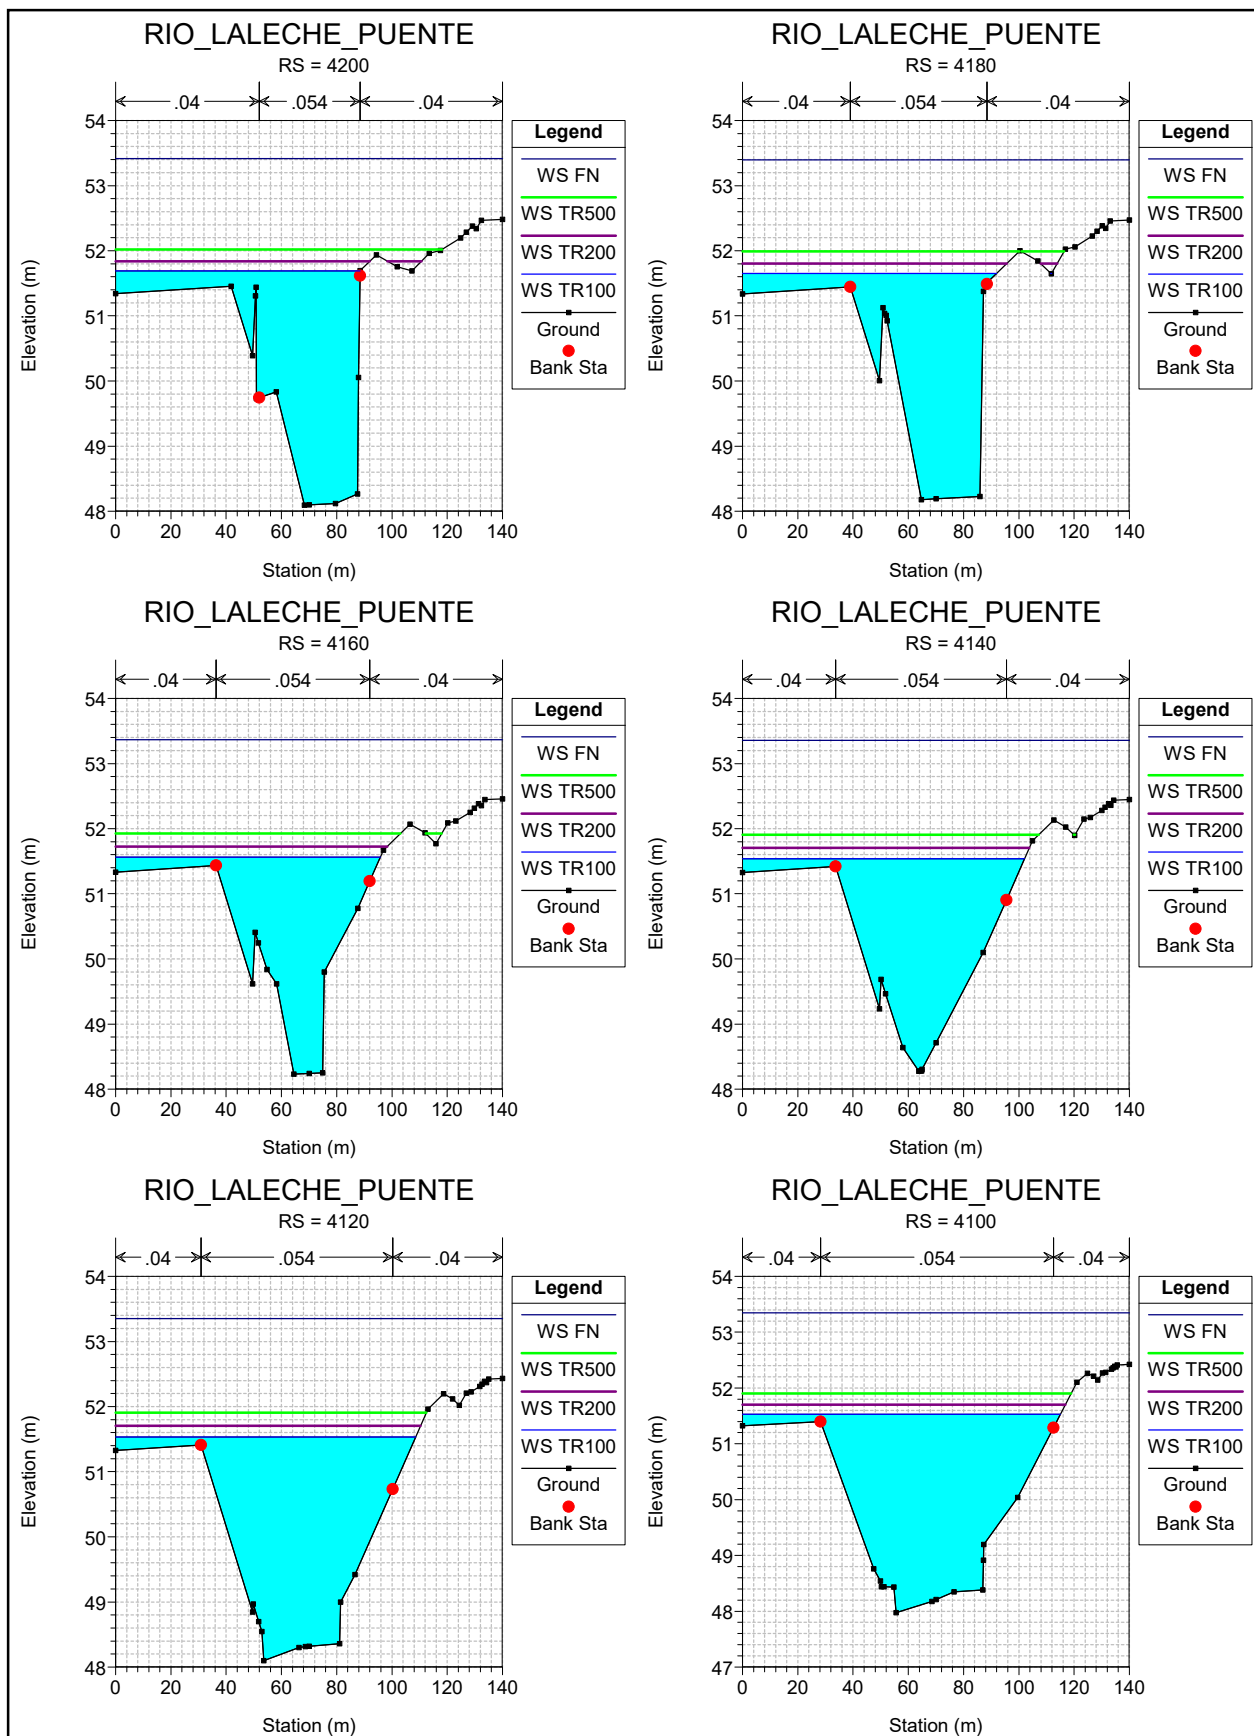 RIO_LALECHE_PUENTE
RS = 4200
.04 .054 .04
54
53
52
51
50
49
48
0 20 40 60 80 100 120 140
Station (m)
Elevation (m)
Legend
WS FN
WS TR500
WS TR200
WS TR100
Ground
Bank Sta
RIO_LALECHE_PUENTE
RS = 4180
.04 .054 .04
54
53
52
51
50
49
48
0 20 40 60 80 100 120 140
Station (m)
Elevation (m)
Legend
WS FN
WS TR500
WS TR200
WS TR100
Ground
Bank Sta
RIO_LALECHE_PUENTE
RS = 4160
.04 .054 .04
54
53
52
51
50
49
48
0 20 40 60 80 100 120 140
Station (m)
Elevation (m)
Legend
WS FN
WS TR500
WS TR200
WS TR100
Ground
Bank Sta
RIO_LALECHE_PUENTE
RS = 4140
.04 .054 .04
54
53
52
51
50
49
48
0 20 40 60 80 100 120 140
Station (m)
Elevation (m)
Legend
WS FN
WS TR500
WS TR200
WS TR100
Ground
Bank Sta
RIO_LALECHE_PUENTE
RS = 4120
.04 .054 .04
54
53
52
51
50
49
48
0 20 40 60 80 100 120 140
Station (m)
Elevation (m)
Legend
WS FN
WS TR500
WS TR200
WS TR100
Ground
Bank Sta
RIO_LALECHE_PUENTE
RS = 4100
.04 .054 .04
54
53
52
51
50
49
48
47
0 20 40 60 80 100 120 140
Station (m)
Elevation (m)
Legend
WS FN
WS TR500
WS TR200
WS TR100
Ground
Bank Sta